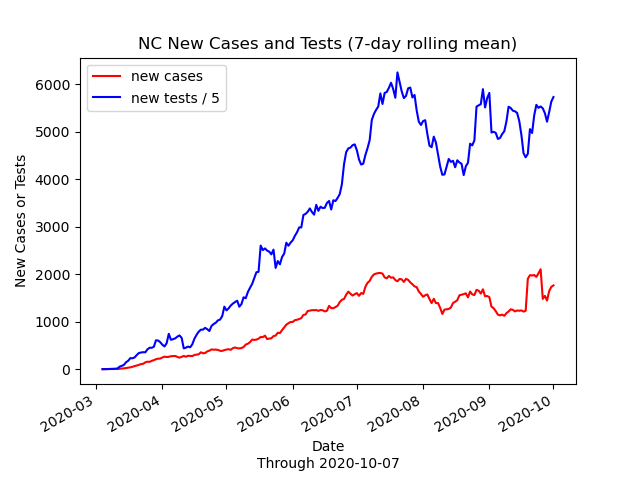 NC New Cases and Tests (7-day rolling mean)
new cases
new tests / 5
6000
5000
4000
3000
2000
1000
0
New Cases or Tests
2020-03
2020-04
2020-05
2020-06
2020-07
2020-08
2020-09
2020-10
Date
Through 2020-10-07